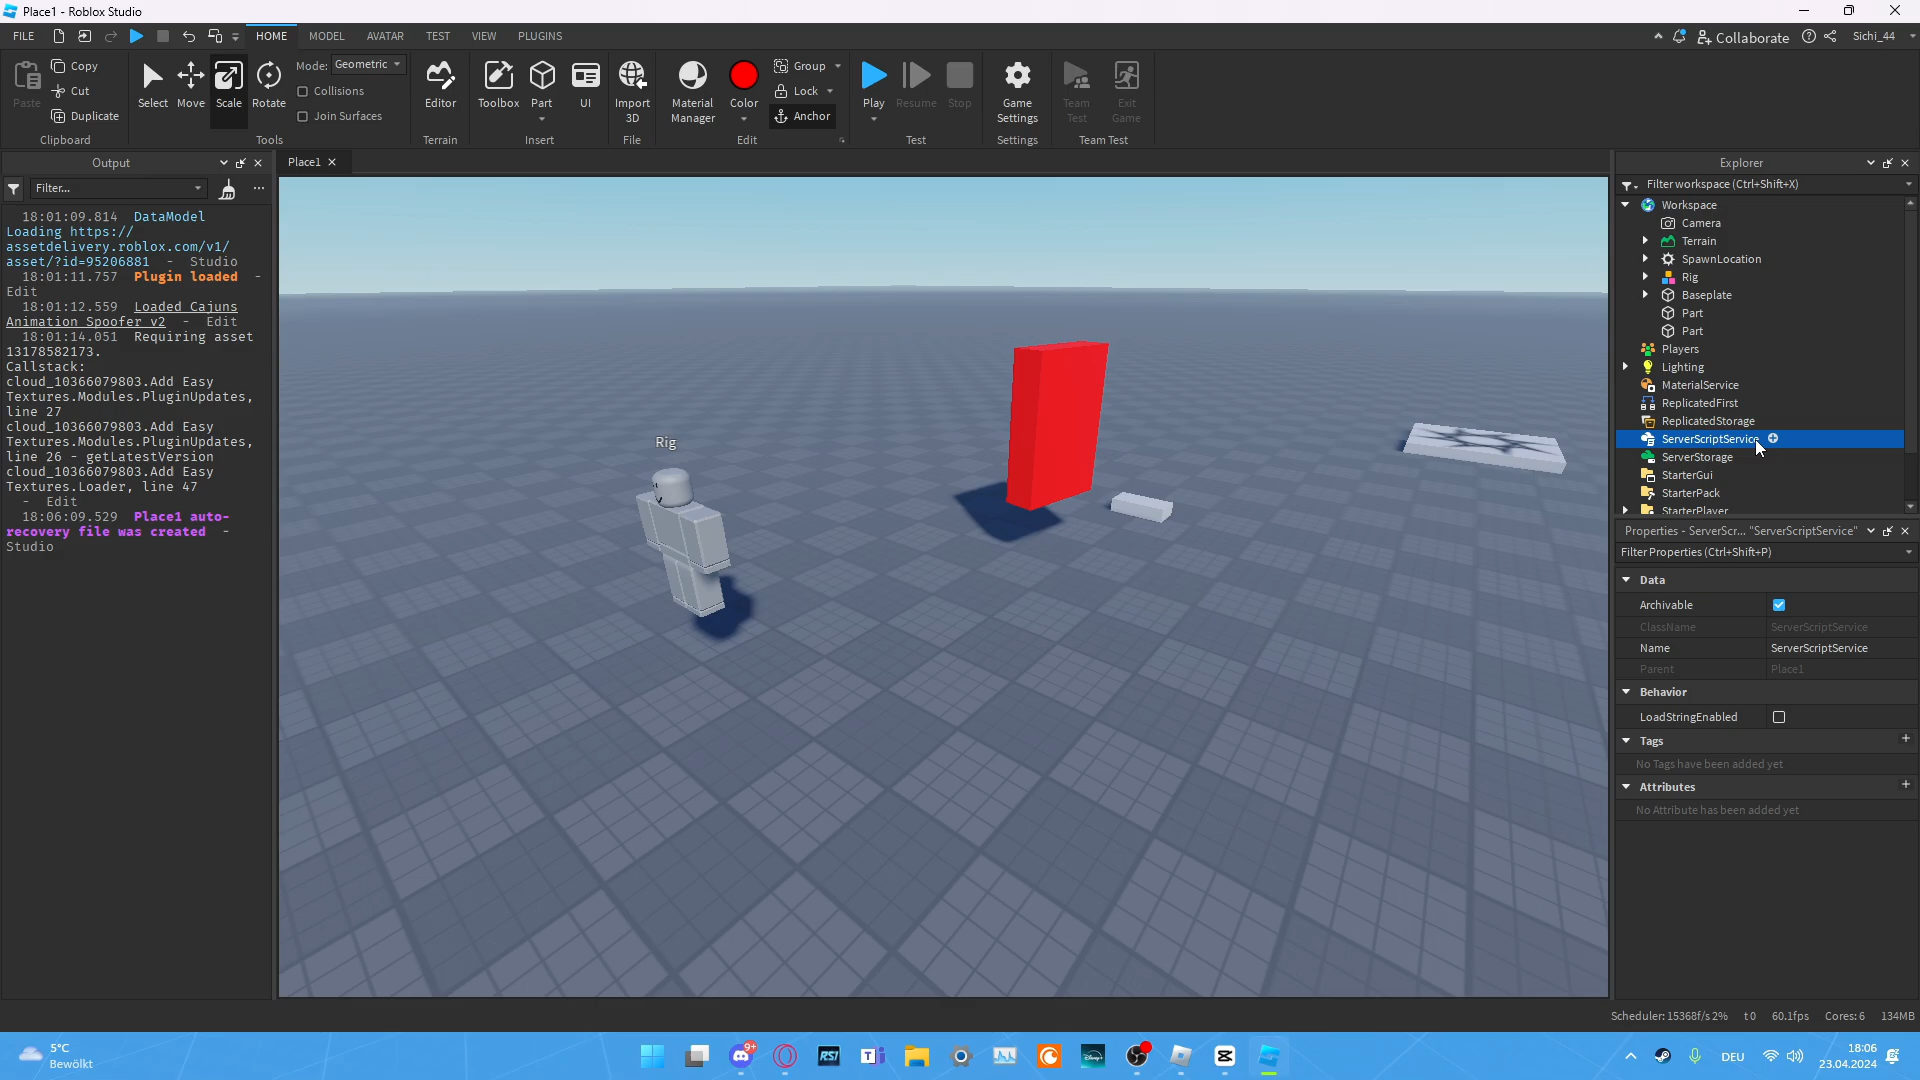 Place1 - Roblox Studio
FILE
HOME
MODEL
AVATAR
TEST
VIEW
PLUGINS
Collaborate
Sichi_44
Paste
Copy
Cut
Duplicate
Clipboard
Select
Move
Scale
Rotate
Mode: Geometric
Collisions
Join Surfaces
Tools
Editor
Terrain
Toolbox
Part
UI
Insert
Import
3D
File
Material
Manager
Color
Group
Lock
Anchor
Edit
Play
Resume
Stop
Test
Game
Settings
Settings
Team
Test
Exit
Game
Team Test
Output
Filter...
18:01:09.814 DataModel
Loading https://
assetdelivery.roblox.com/v1/
asset/?id=95206881 - Studio
18:01:11.757 Plugin loaded -
Edit
18:01:12.559 Loaded Cajuns
Animation Spoofer v2 - Edit
18:01:14.051 Requiring asset
13178582173.
Callstack:
cloud_10366079803.Add Easy
Textures.Modules.PluginUpdates,
line 27
cloud_10366079803.Add Easy
Textures.Modules.PluginUpdates,
line 26 - getLatestVersion
cloud_10366079803.Add Easy
Textures.Loader, line 47
- Edit
18:06:09.529 Place1 auto-
recovery file was created -
Studio
Place1
Rig
Explorer
Filter workspace (Ctrl+Shift+X)
Workspace
Camera
Terrain
SpawnLocation
Rig
Baseplate
Part
Part
Players
Lighting
MaterialService
ReplicatedFirst
ReplicatedStorage
ServerScriptService
ServerStorage
StarterGui
StarterPack
StarterPlayer
Properties - ServerScr... "ServerScriptService"
Filter Properties (Ctrl+Shift+P)
Data
Archivable
ClassName ServerScriptService
Name ServerScriptService
Parent Place1
Behavior
LoadStringEnabled
Tags
No Tags have been added yet
Attributes
No Attribute has been added yet
Scheduler: 15368f/s 2% t 0 60.1fps Cores: 6 134MB
5°C
Bewölkt
9+
RSI
DEU
18:06
23.04.2024